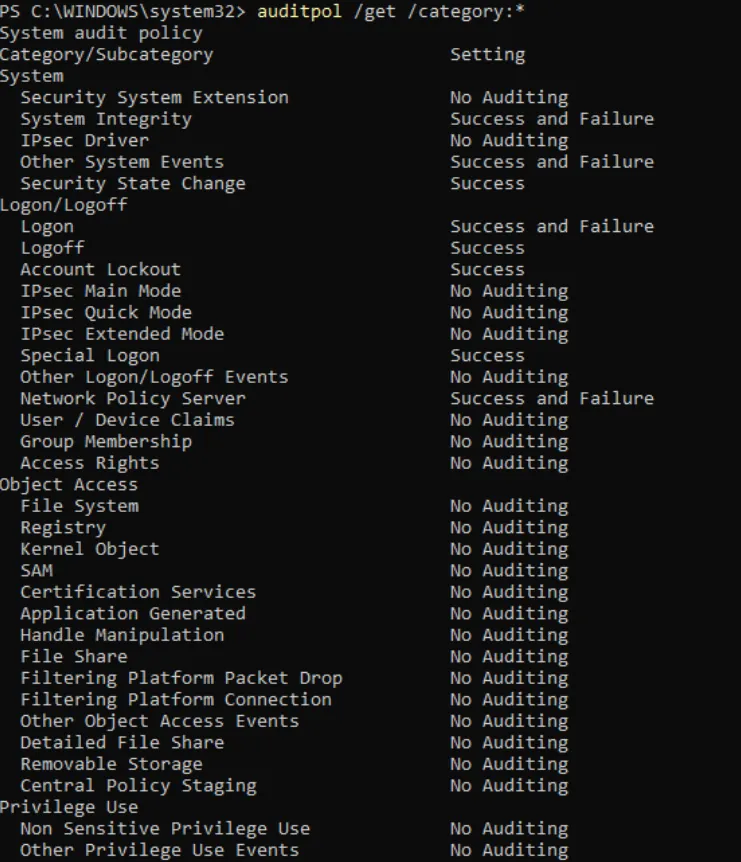 PS C:\WINDOWS\system32> auditpol /get /category:*
System audit policy
Category/Subcategory                      Setting
System
  Security System Extension               No Auditing
  System Integrity                        Success and Failure
  IPsec Driver                            No Auditing
  Other System Events                     Success and Failure
  Security State Change                   Success
Logon/Logoff
  Logon                                   Success and Failure
  Logoff                                  Success
  Account Lockout                         Success
  IPsec Main Mode                         No Auditing
  IPsec Quick Mode                        No Auditing
  IPsec Extended Mode                     No Auditing
  Special Logon                           Success
  Other Logon/Logoff Events               No Auditing
  Network Policy Server                   Success and Failure
  User / Device Claims                    No Auditing
  Group Membership                        No Auditing
  Access Rights                           No Auditing
Object Access
  File System                             No Auditing
  Registry                                No Auditing
  Kernel Object                           No Auditing
  SAM                                     No Auditing
  Certification Services                  No Auditing
  Application Generated                   No Auditing
  Handle Manipulation                     No Auditing
  File Share                              No Auditing
  Filtering Platform Packet Drop          No Auditing
  Filtering Platform Connection           No Auditing
  Other Object Access Events              No Auditing
  Detailed File Share                     No Auditing
  Removable Storage                       No Auditing
  Central Policy Staging                  No Auditing
Privilege Use
  Non Sensitive Privilege Use             No Auditing
  Other Privilege Use Events              No Auditing